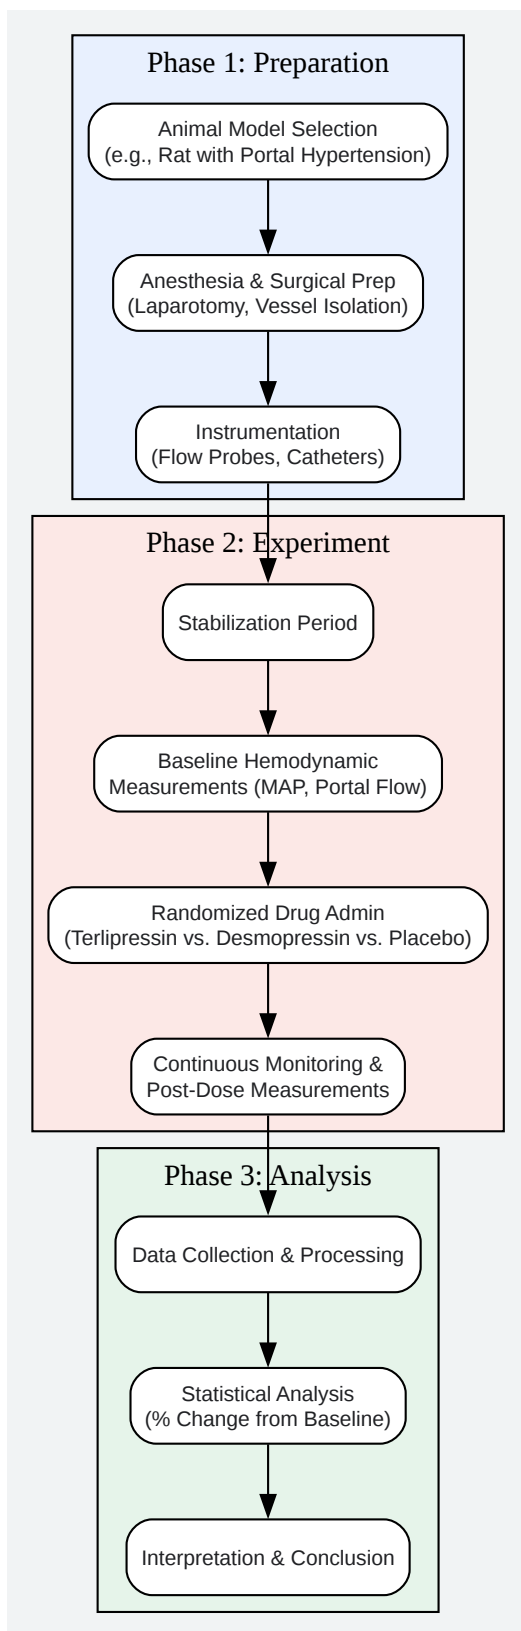 Phase 1: Preparation
Animal Model Selection
(e.g., Rat with Portal Hypertension)
Anesthesia & Surgical Prep
(Laparotomy, Vessel Isolation)
Instrumentation
(Flow Probes, Catheters)
Phase 2: Experiment
Stabilization Period
Baseline Hemodynamic
Measurements (MAP, Portal Flow)
Randomized Drug Admin
(Terlipressin vs. Desmopressin vs. Placebo)
Continuous Monitoring &
Post-Dose Measurements
Phase 3: Analysis
Data Collection & Processing
Statistical Analysis
(% Change from Baseline)
Interpretation & Conclusion